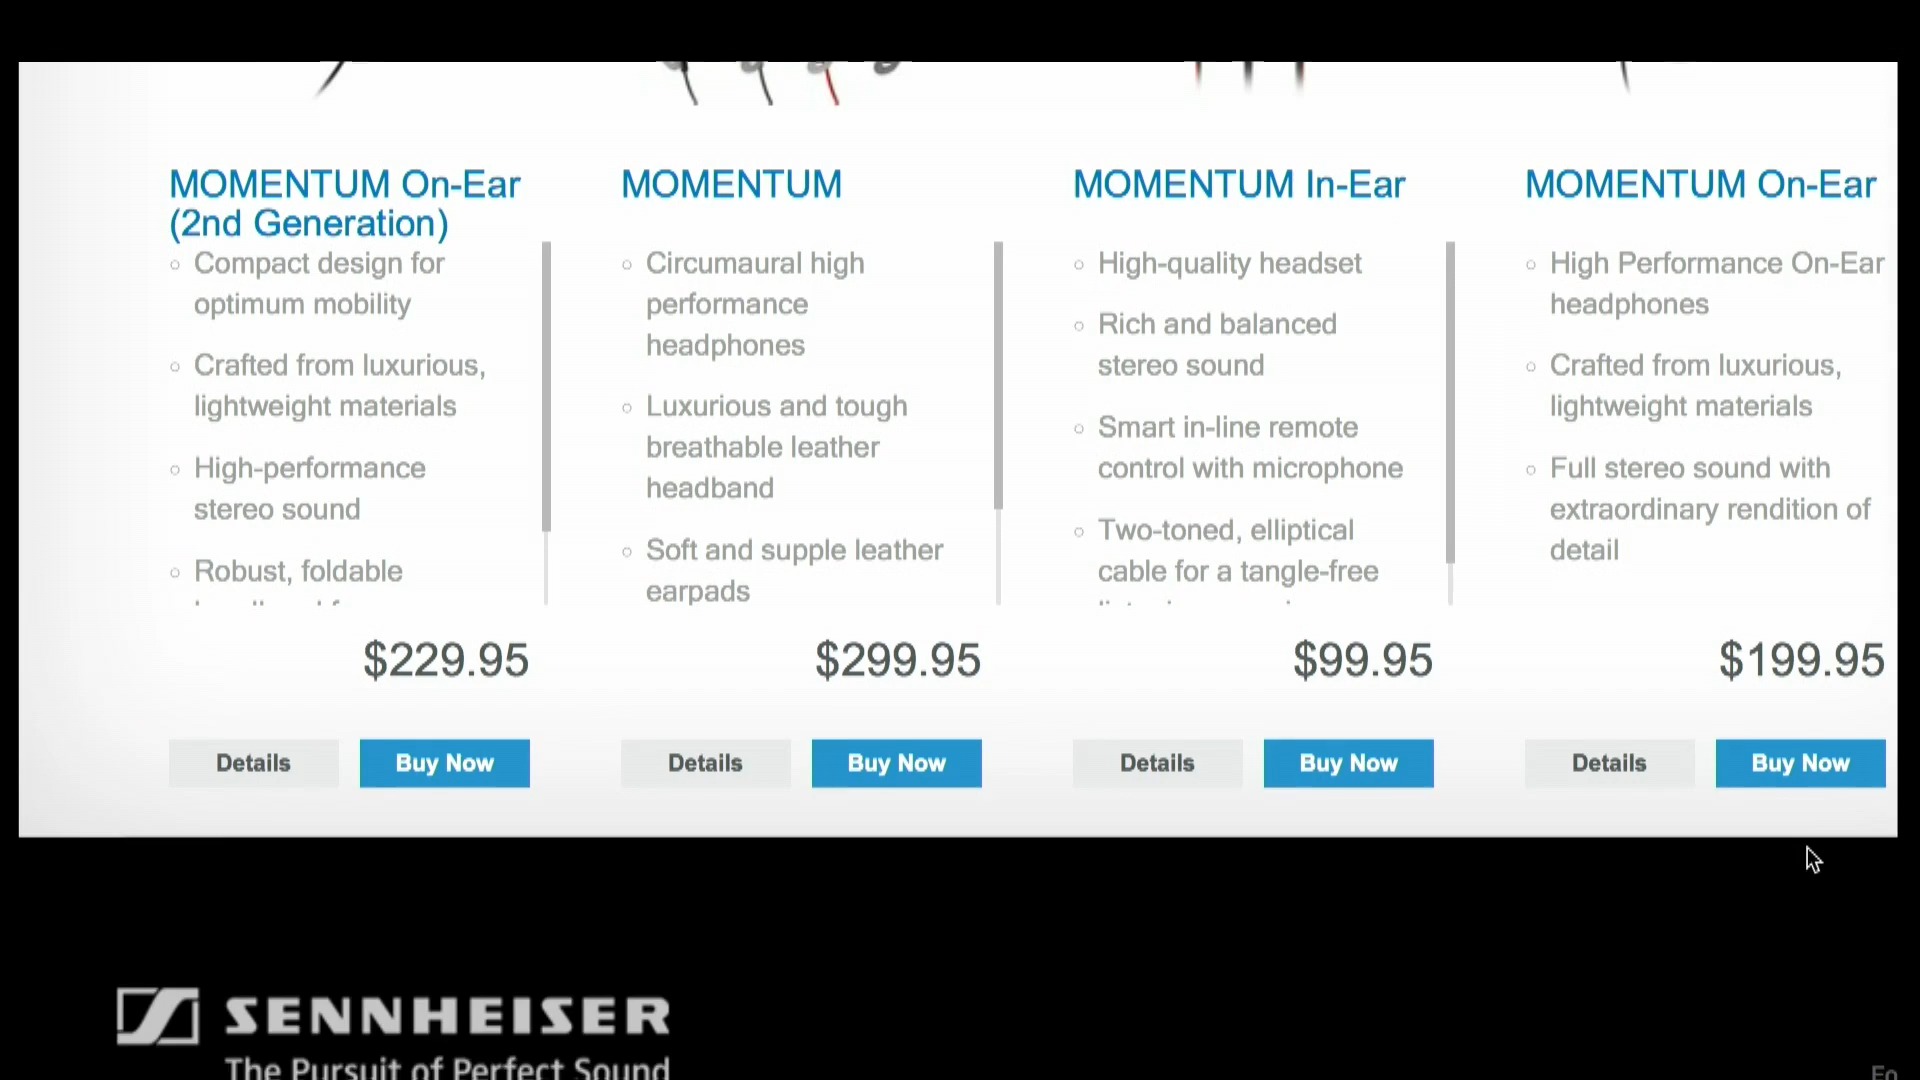 MOMENTUM On-Ear
(2nd Generation)
Compact design for
optimum mobility
Crafted from luxurious,
lightweight materials
High-performance
stereo sound
Robust, foldable
$229.95
Details
Buy Now
MOMENTUM
Circumaural high
performance
headphones
Luxurious and tough
breathable leather
headband
Soft and supple leather
earpads
$299.95
Details
Buy Now
MOMENTUM In-Ear
High-quality headset
Rich and balanced
stereo sound
Smart in-line remote
control with microphone
Two-toned, elliptical
cable for a tangle-free
$99.95
Details
Buy Now
MOMENTUM On-Ear
High Performance On-Ear
headphones
Crafted from luxurious,
lightweight materials
Full stereo sound with
extraordinary rendition of
detail
$199.95
Details
Buy Now
SENNHEISER
The Pursuit of Perfect Sound